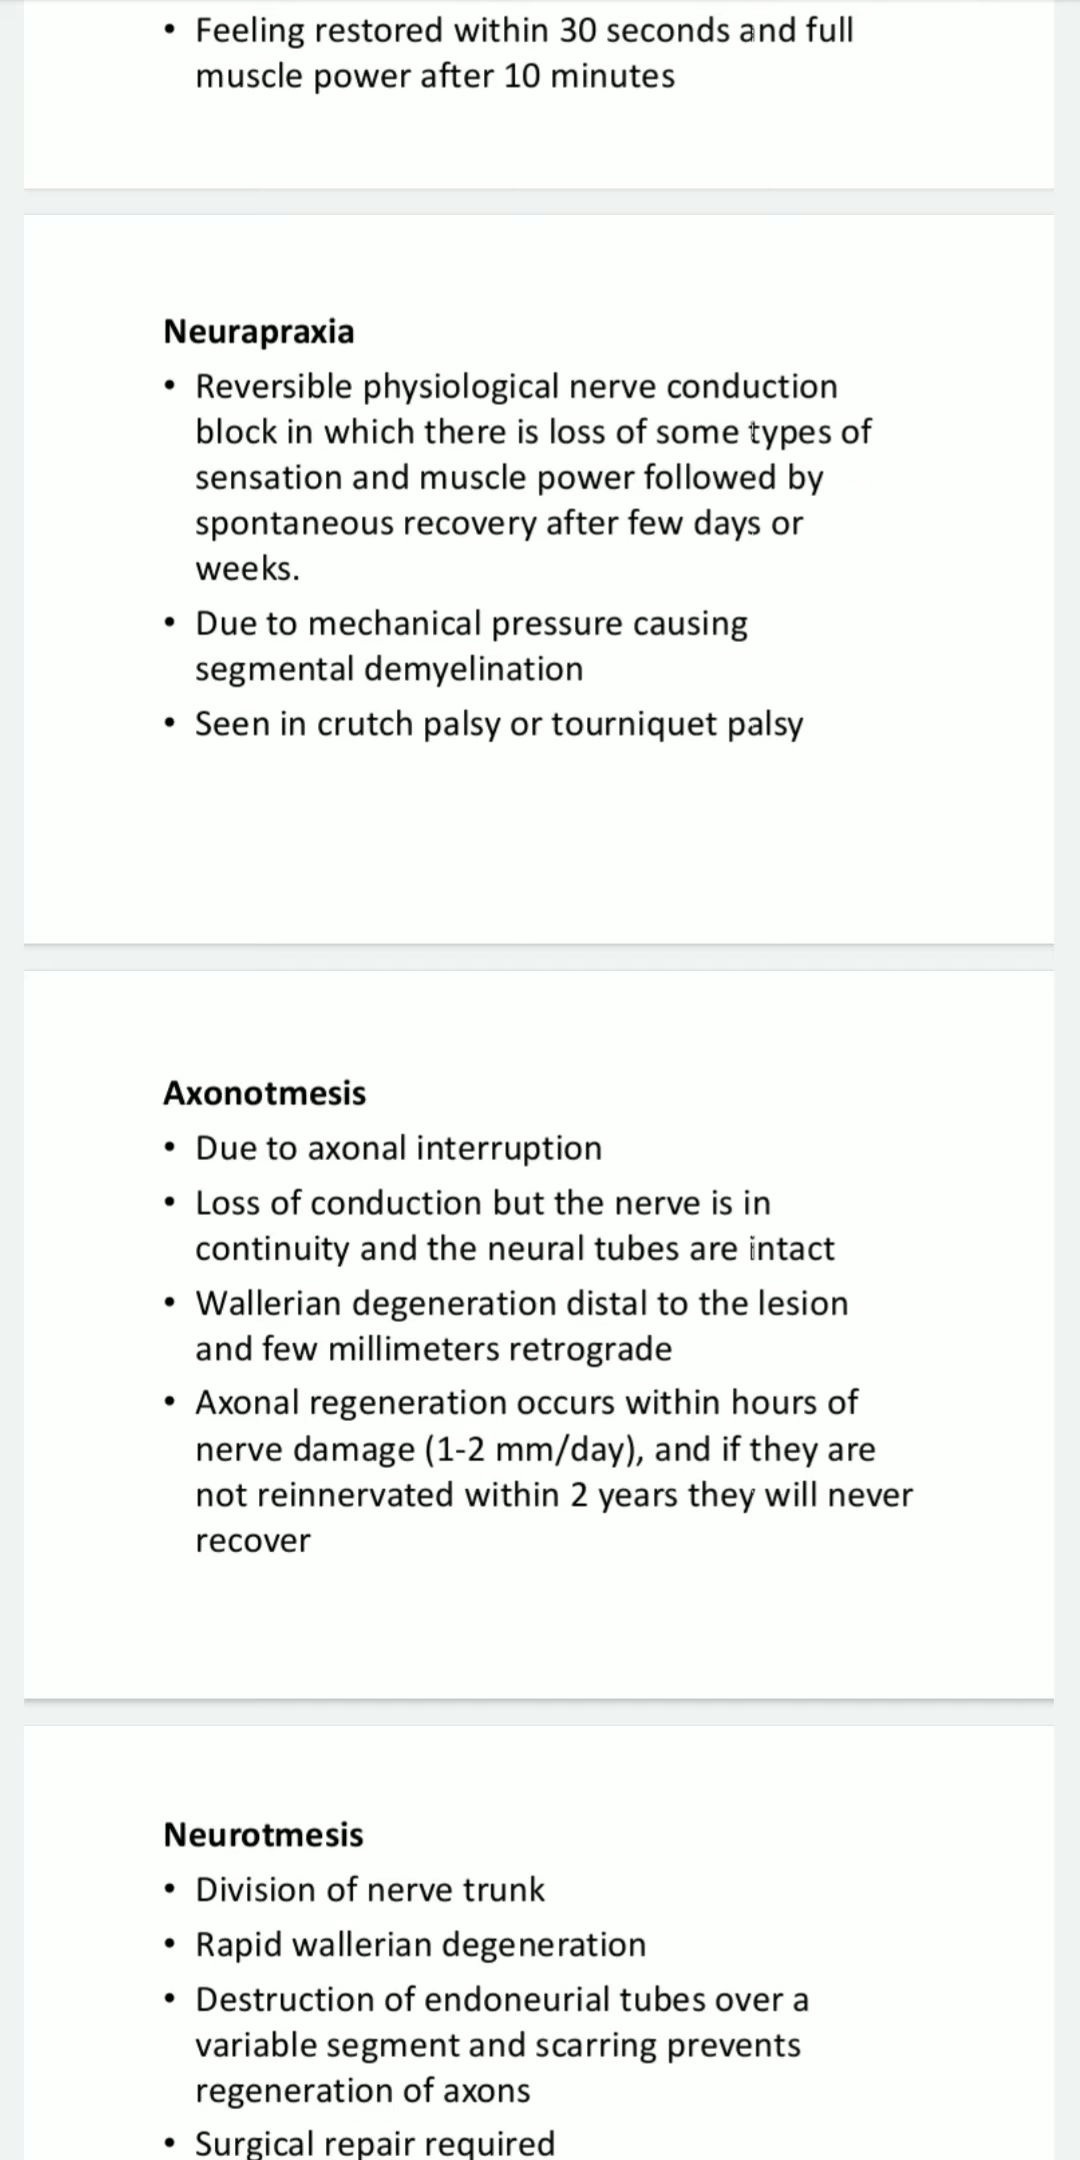 • Feeling restored within 30 seconds and full
muscle power after 10 minutes
Neurapraxia
• Reversible physiological nerve conduction
block in which there is loss of some types of
sensation and muscle power followed by
spontaneous recovery after few days or
weeks.
• Due to mechanical pressure causing
segmental demyelination
• Seen in crutch palsy or tourniquet palsy
Axonotmesis
• Due to axonal interruption
• Loss of conduction but the nerve is in
continuity and the neural tubes are intact
• Wallerian degeneration distal to the lesion
and few millimeters retrograde
• Axonal regeneration occurs within hours of
nerve damage (1-2 mm/day), and if they are
not reinnervated within 2 years they will never
recover
Neurotmesis
• Division of nerve trunk
• Rapid wallerian degeneration
• Destruction of endoneurial tubes over a
variable segment and scarring prevents
regeneration of axons
• Surgical repair required